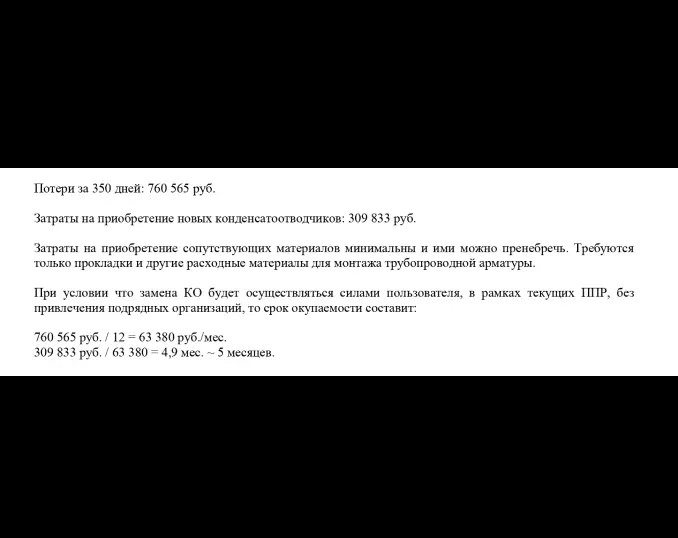 Потери за 350 дней: 760 565 руб.
Затраты на приобретение новых конденсатоотводчиков: 309 833 руб.
Затраты на приобретение сопутствующих материалов минимальны и ими можно пренебречь. Требуются
только прокладки и другие расходные материалы для монтажа трубопроводной арматуры.
При условии что замена КО будет осуществляться силами пользователя, в рамках текущих ППР, без
привлечения подрядных организаций, то срок окупаемости составит:
760 565 руб. / 12 = 63 380 руб./мес.
309 833 руб. / 63 380 = 4,9 мес. ~ 5 месяцев.